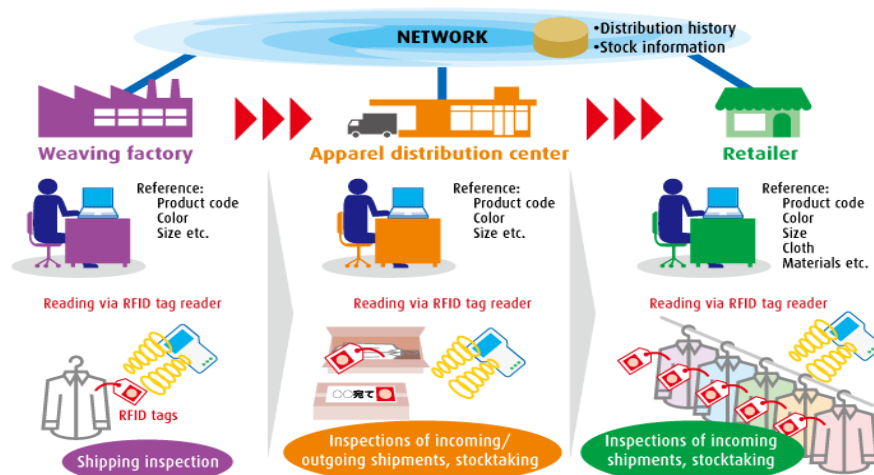 NETWORK
•Distribution history
•Stock information
Weaving factory
Apparel distribution center
Retailer
Reference:
Product code
Color
Size etc.
Reference:
Product code
Color
Size etc.
Reference:
Product code
Color
Size
Cloth
Materials etc.
Reading via RFID tag reader
Reading via RFID tag reader
Reading via RFID tag reader
RFID tags
○○宛て
Shipping inspection
Inspections of incoming/
outgoing shipments, stocktaking
Inspections of incoming
shipments, stocktaking